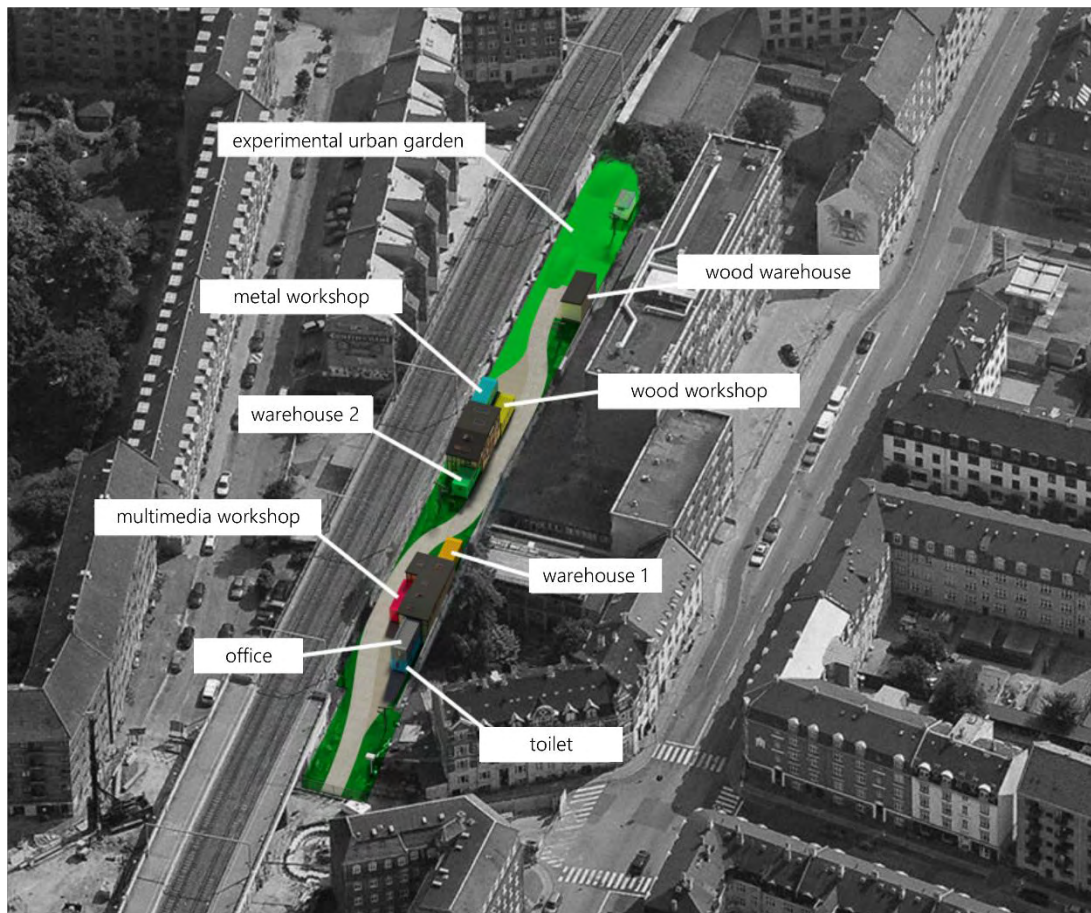 experimental urban garden
wood warehouse
metal workshop
wood workshop
warehouse 2
multimedia workshop
warehouse 1
office
toilet